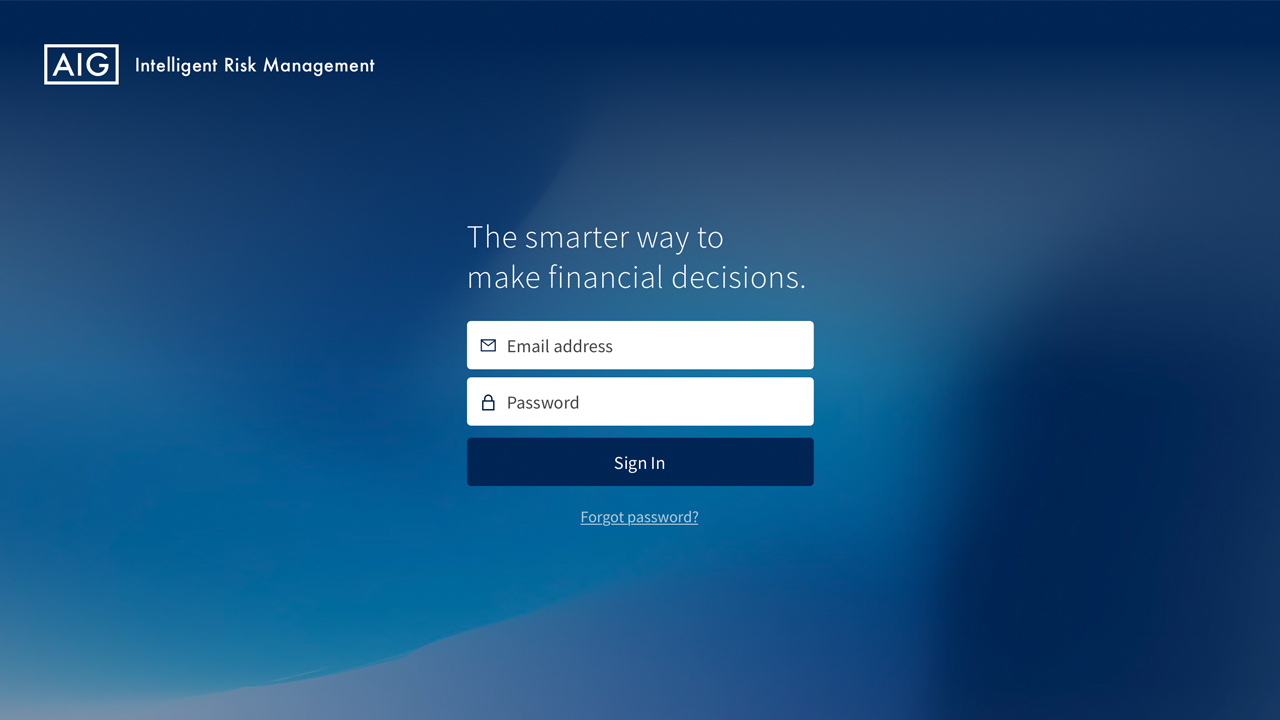 AIG Intelligent Risk Management
The smarter way to
make financial decisions.
Email address
Password
Sign In
Forgot password?